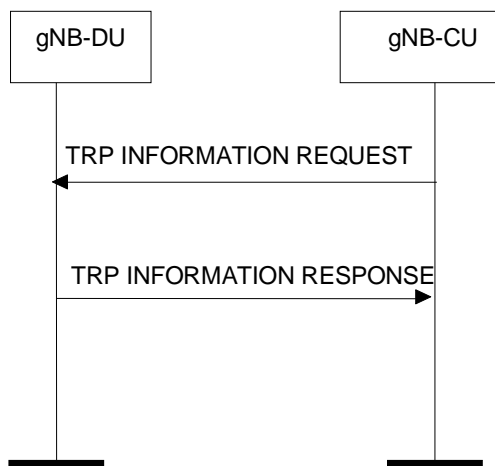 gNB-DU
gNB-CU
TRP INFORMATION REQUEST
TRP INFORMATION RESPONSE